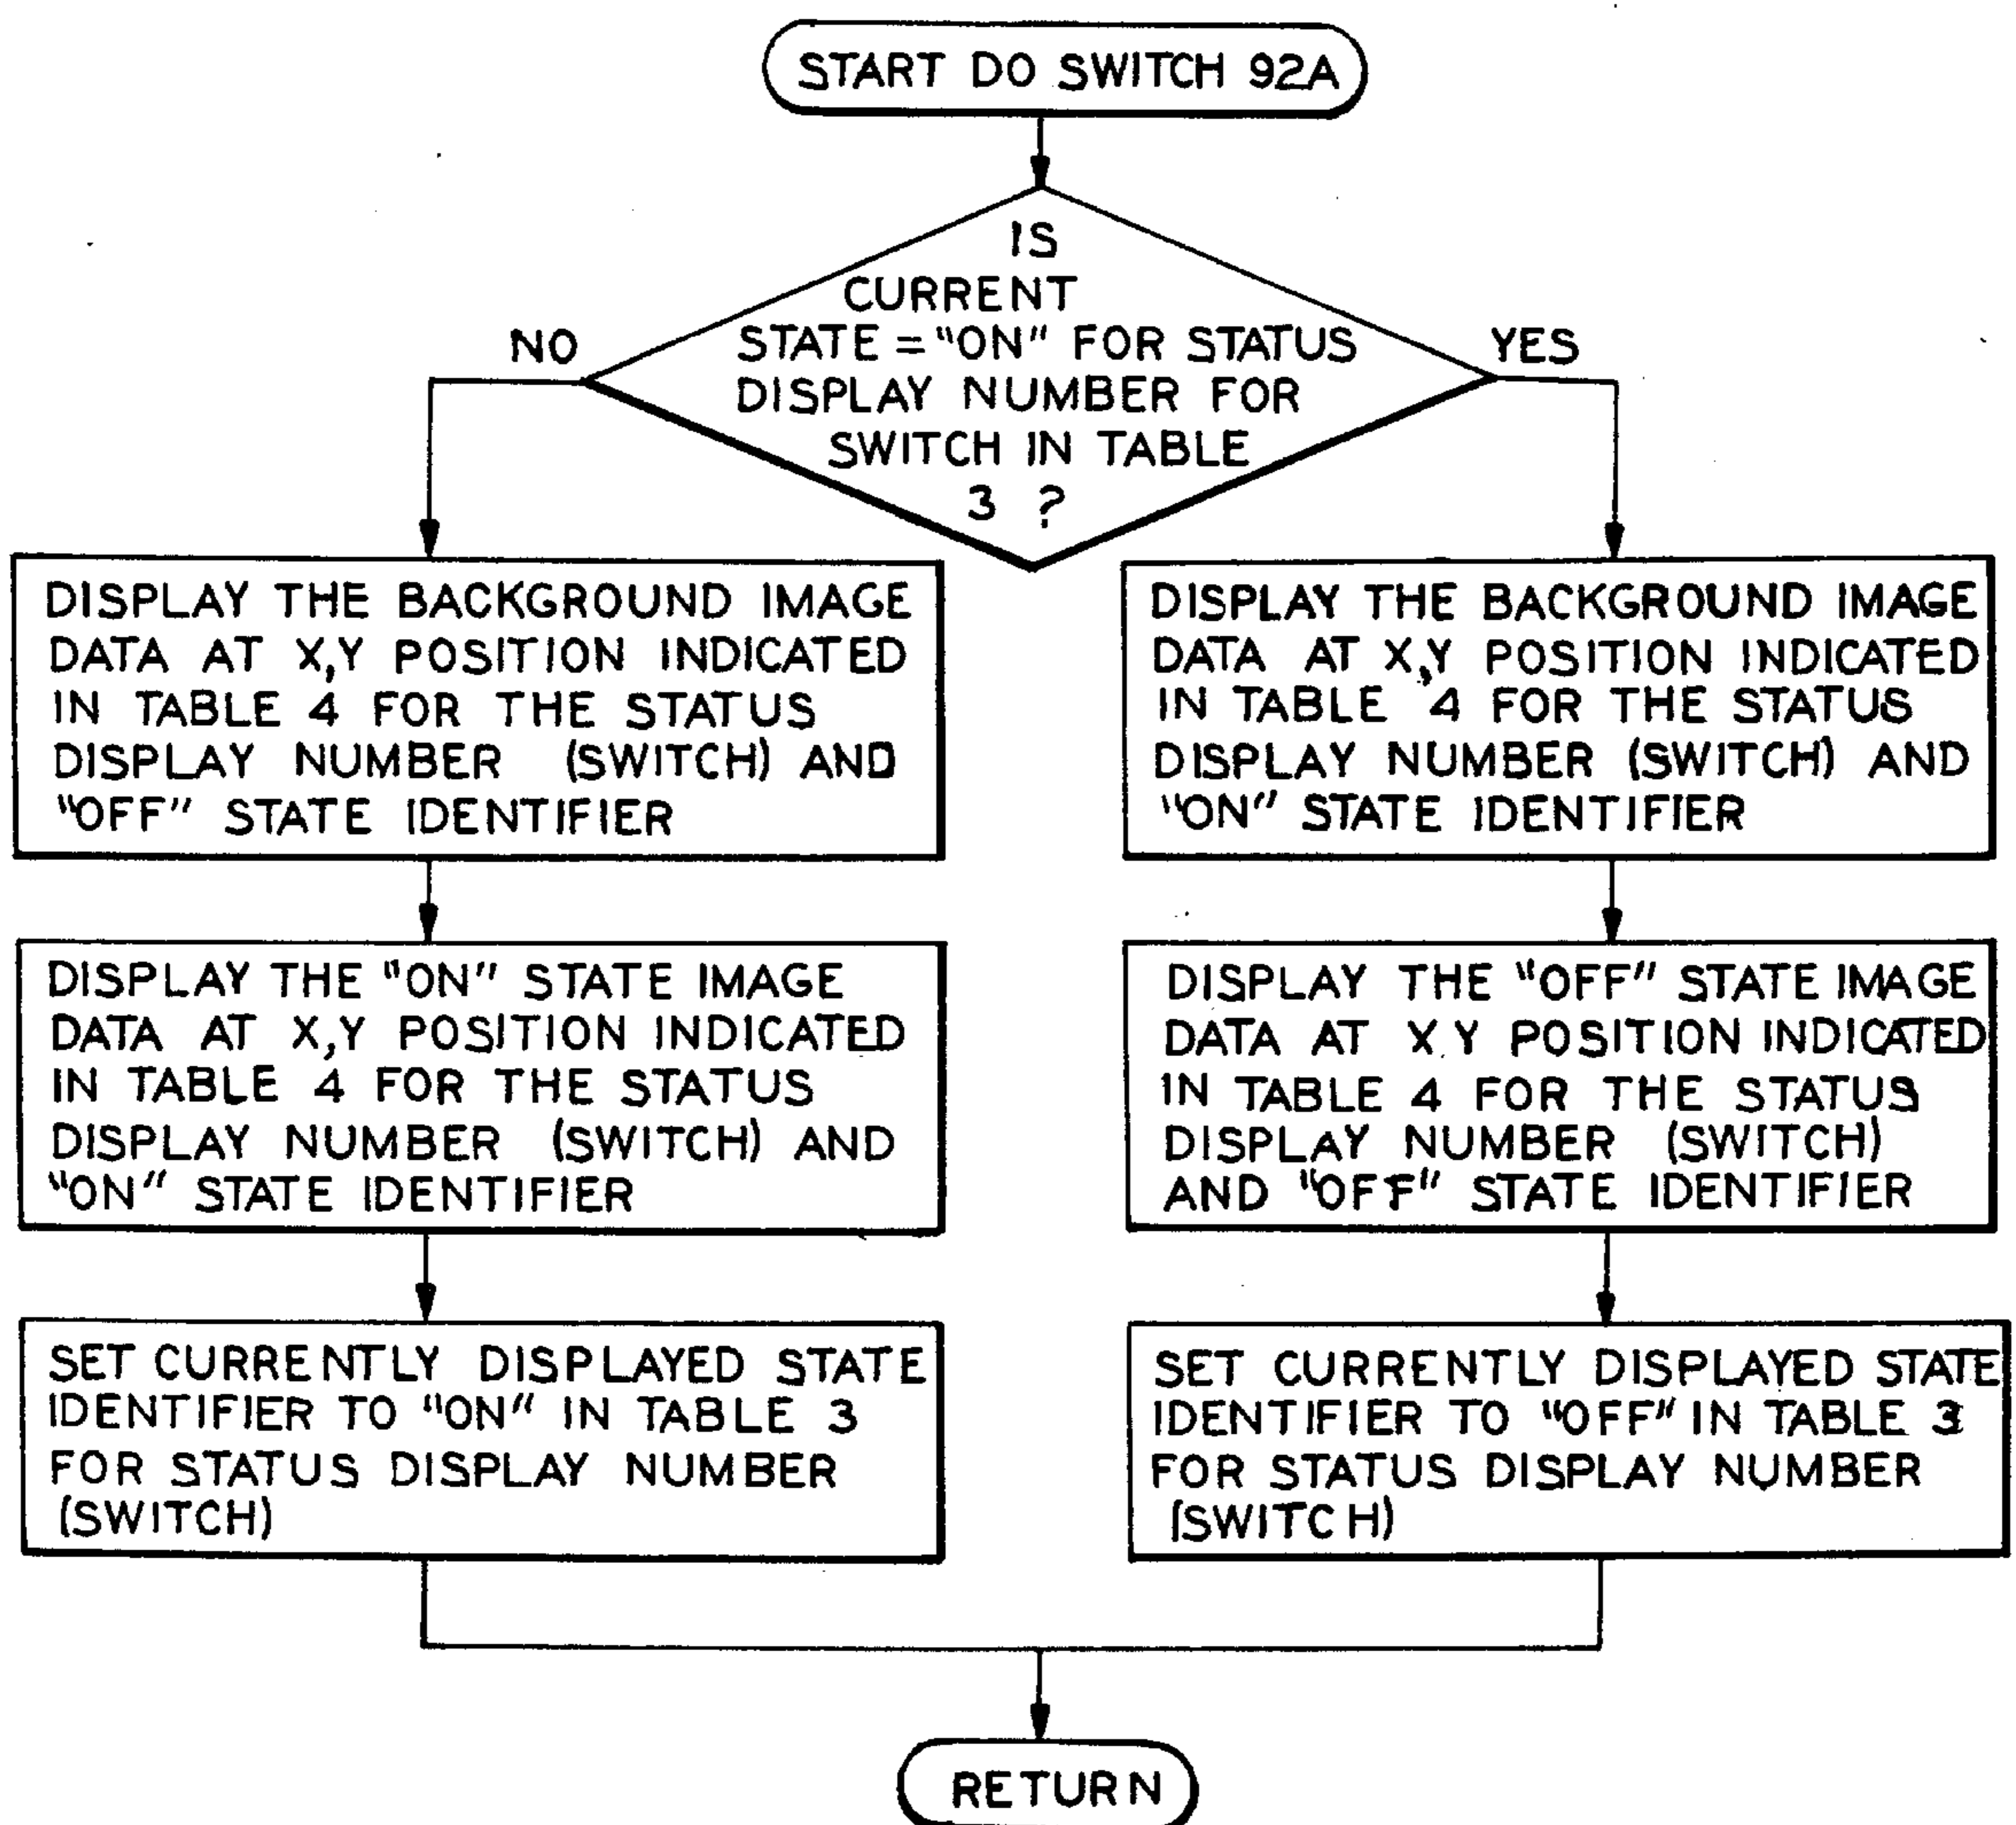 START DO SWITCH 92A
IS
CURRENT
STATE = "ON" FOR STATUS
DISPLAY NUMBER FOR
SWITCH IN TABLE
3 ?
NO
YES
DISPLAY THE BACKGROUND IMAGE
DATA AT X,Y POSITION INDICATED
IN TABLE 4 FOR THE STATUS
DISPLAY NUMBER (SWITCH) AND
"OFF" STATE IDENTIFIER
DISPLAY THE "ON" STATE IMAGE
DATA AT X,Y POSITION INDICATED
IN TABLE 4 FOR THE STATUS
DISPLAY NUMBER (SWITCH) AND
"ON" STATE IDENTIFIER
SET CURRENTLY DISPLAYED STATE
IDENTIFIER TO "ON" IN TABLE 3
FOR STATUS DISPLAY NUMBER
(SWITCH)
DISPLAY THE BACKGROUND IMAGE
DATA AT X,Y POSITION INDICATED
IN TABLE 4 FOR THE STATUS
DISPLAY NUMBER (SWITCH) AND
"ON" STATE IDENTIFIER
DISPLAY THE "OFF" STATE IMAGE
DATA AT X Y POSITION INDICATED
IN TABLE 4 FOR THE STATUS
DISPLAY NUMBER (SWITCH)
AND "OFF" STATE IDENTIFIER
SET CURRENTLY DISPLAYED STATE
IDENTIFIER TO "OFF" IN TABLE 3
FOR STATUS DISPLAY NUMBER
(SWITCH)
RETURN